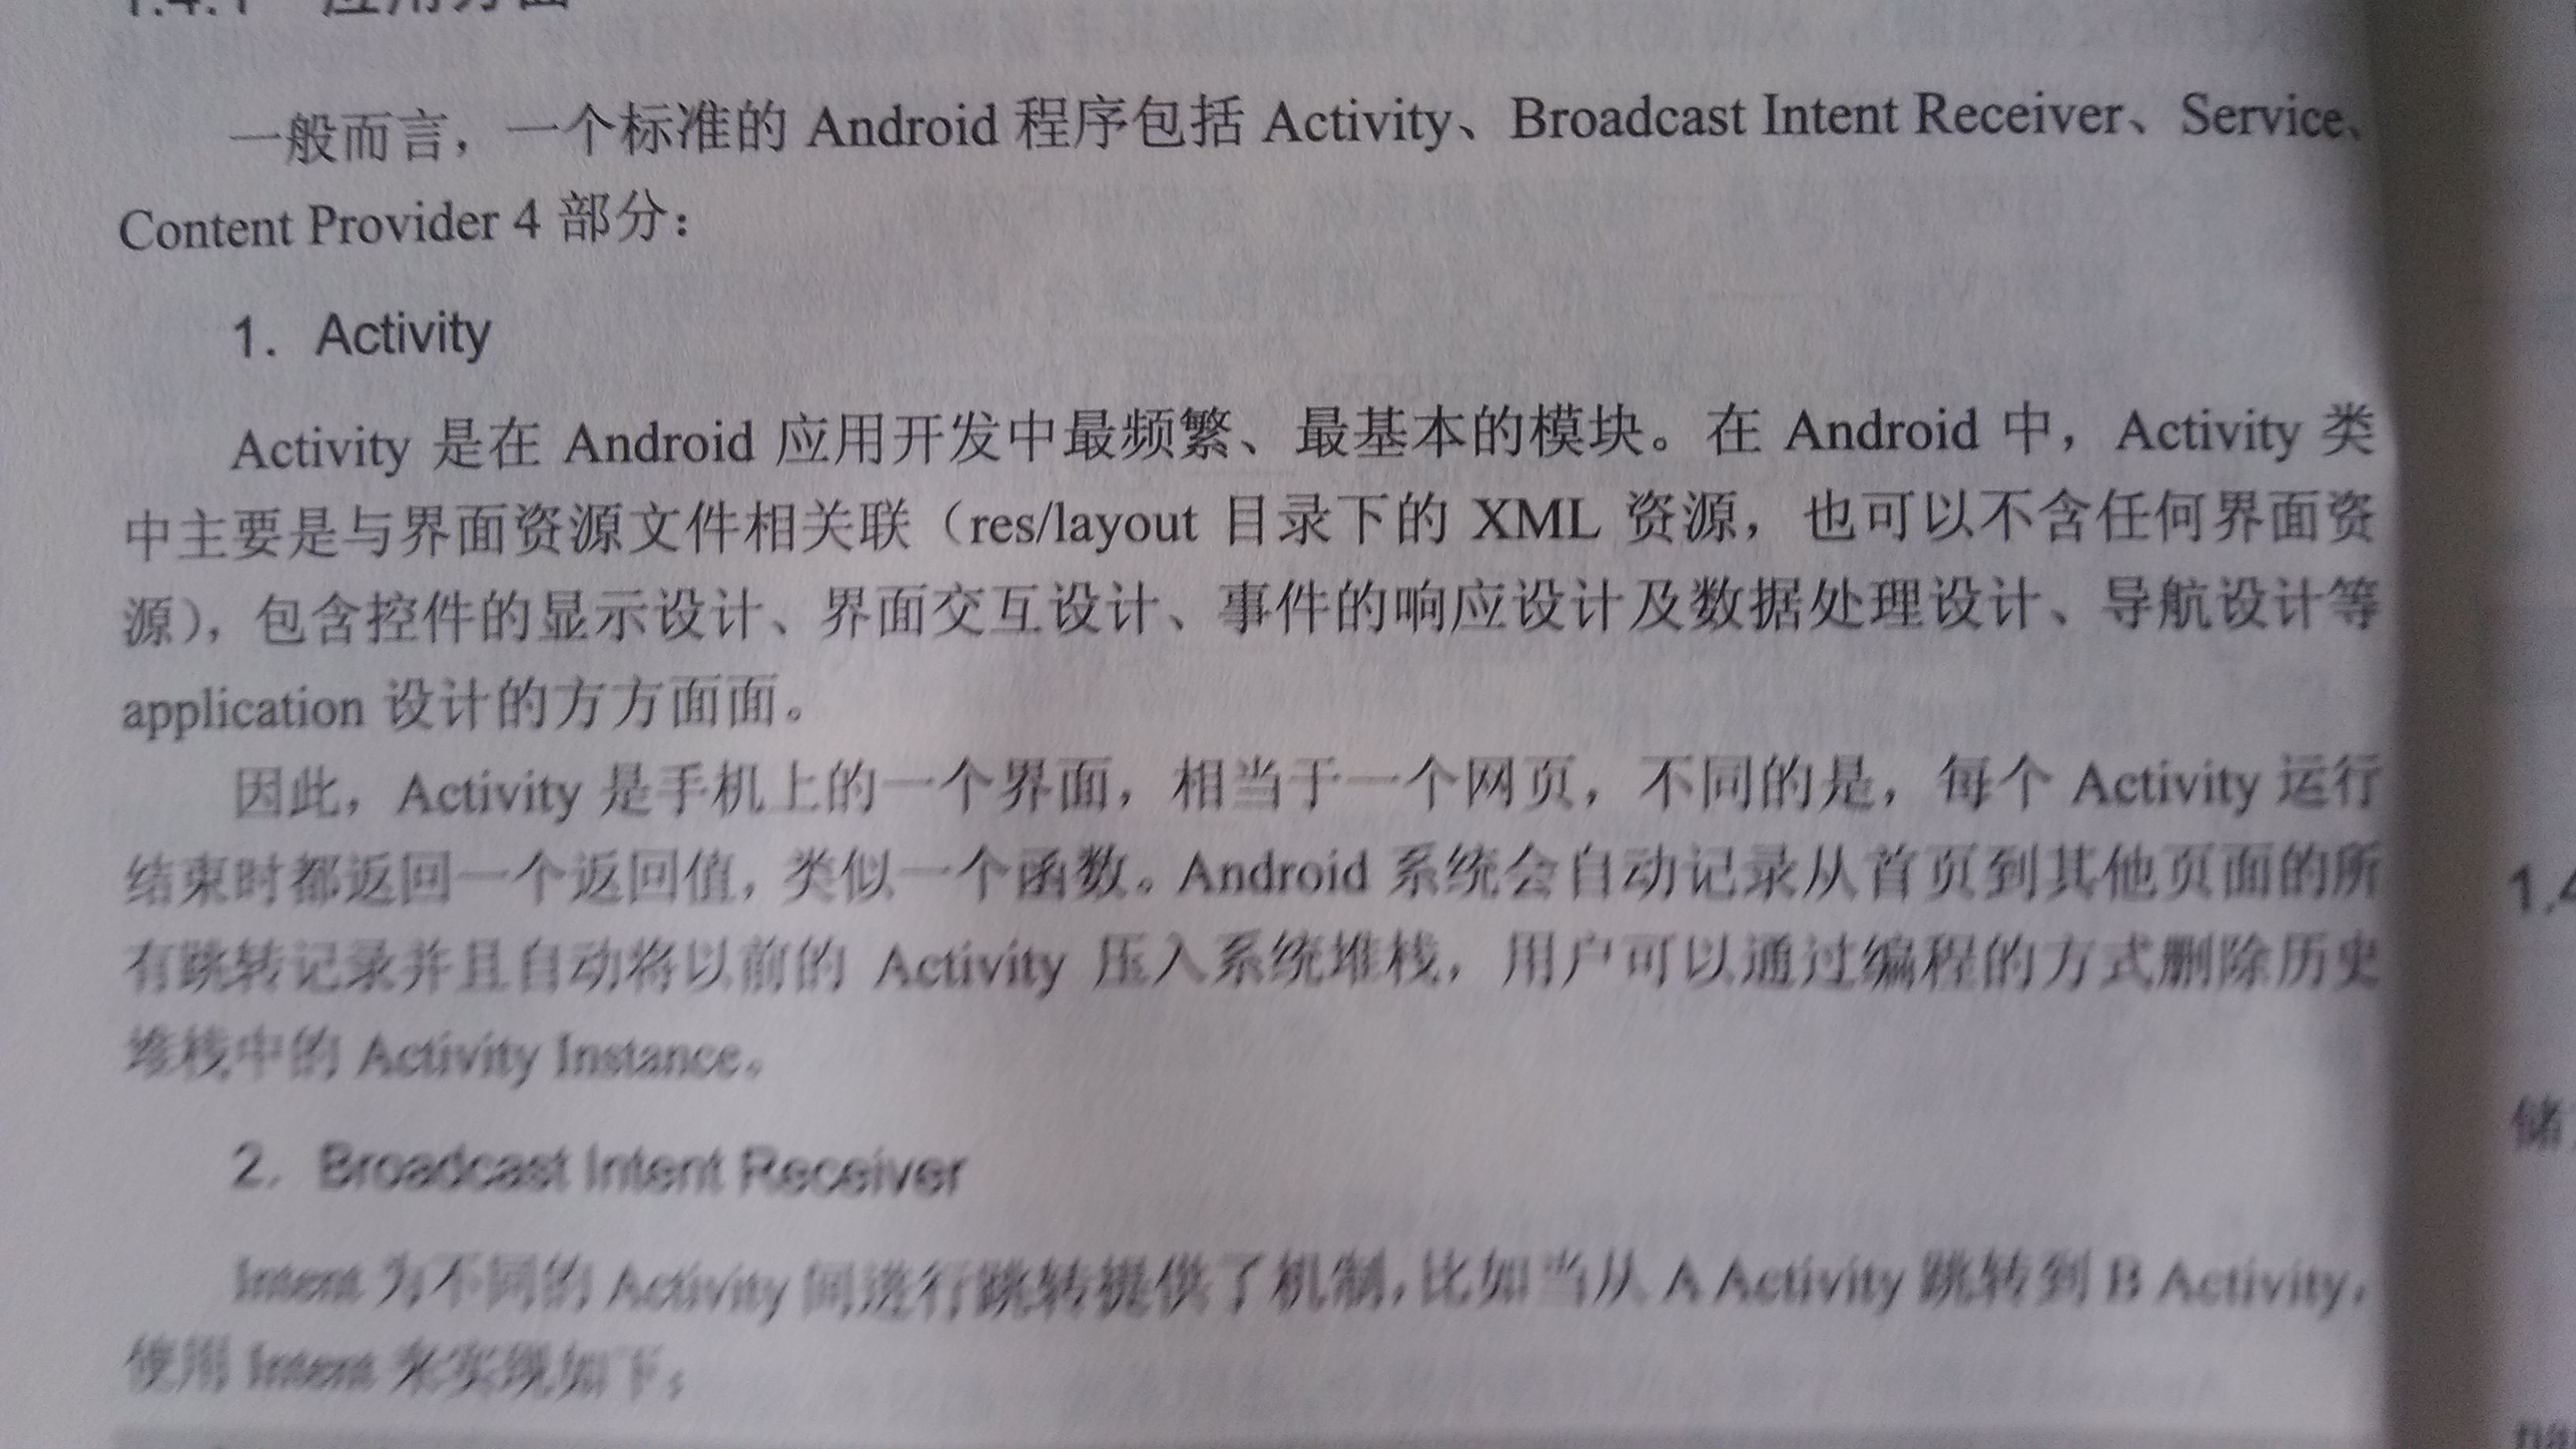 1.4.1 应用方面
一般而言，一个标准的 Android 程序包括 Activity、Broadcast Intent Receiver、Service、
Content Provider 4 部分：
1. Activity
Activity 是在 Android 应用开发中最频繁、最基本的模块。在 Android 中，Activity 类
中主要是与界面资源文件相关联（res/layout 目录下的 XML 资源，也可以不含任何界面资
源），包含控件的显示设计、界面交互设计、事件的响应设计及数据处理设计、导航设计等
application 设计的方方面面。
因此，Activity 是手机上的一个界面，相当于一个网页，不同的是，每个 Activity 运行
结束时都返回一个返回值，类似一个函数。Android 系统会自动记录从首页到其他页面的所
有跳转记录并且自动将以前的 Activity 压入系统堆栈，用户可以通过编程的方式删除历史
堆栈中的 Activity Instance。
2. Broadcast Intent Receiver
Intent 为不同的 Activity 间进行跳转提供了机制，比如当从 A Activity 跳转到 B Activity，
使用 Intent 来实现如下：
1.4
储